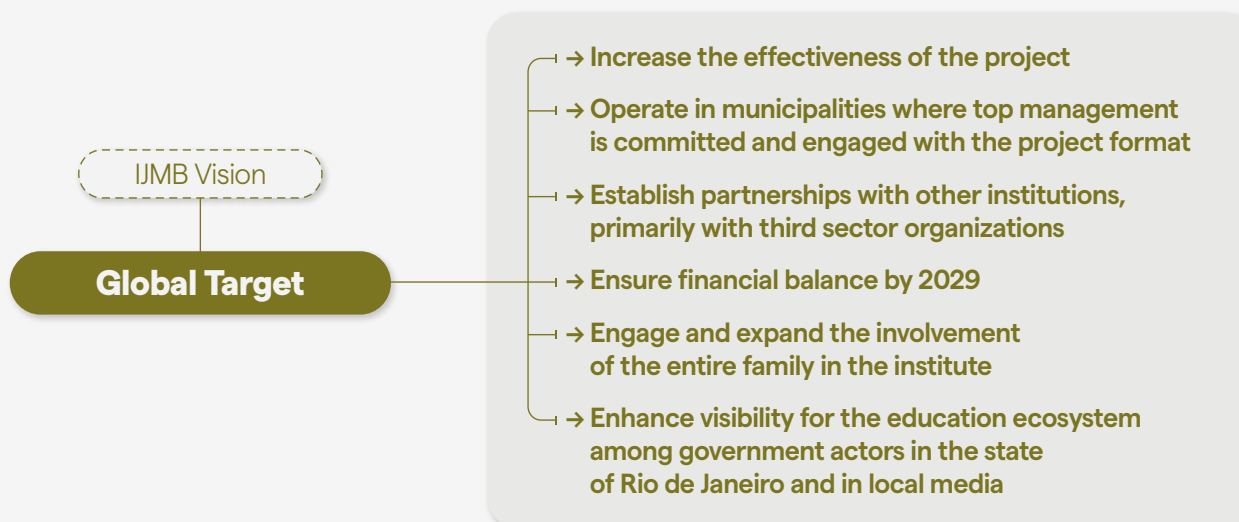 IJMB Vision
Global Target
→ Increase the effectiveness of the project
→ Operate in municipalities where top management
is committed and engaged with the project format
→ Establish partnerships with other institutions,
primarily with third sector organizations
→ Ensure financial balance by 2029
→ Engage and expand the involvement
of the entire family in the institute
→ Enhance visibility for the education ecosystem
among government actors in the state
of Rio de Janeiro and in local media